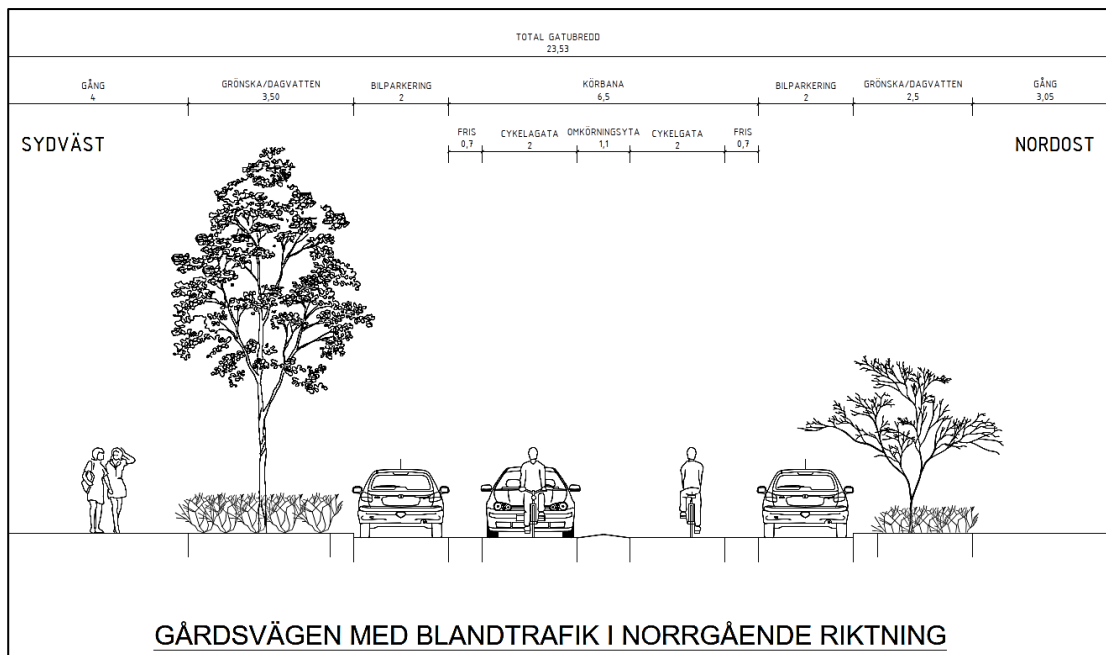 TOTAL GATUBREDD
23,53
GÅNG GRÖNSKA/DAGVATTEN BILPARKERING KÖRBANA BILPARKERING GRÖNSKA/DAGVATTEN GÅNG
4 3,50 2 6,5 2 2,5 3,05
SYDVÄST NORDOST
FRIS CYKELAGATA OMKÖRNINGSYTA CYKELGATA FRIS
0,7 2 1,1 2 0,7
GÅRDSVÄGEN MED BLANDTRAFIK I NORRGÅENDE RIKTNING